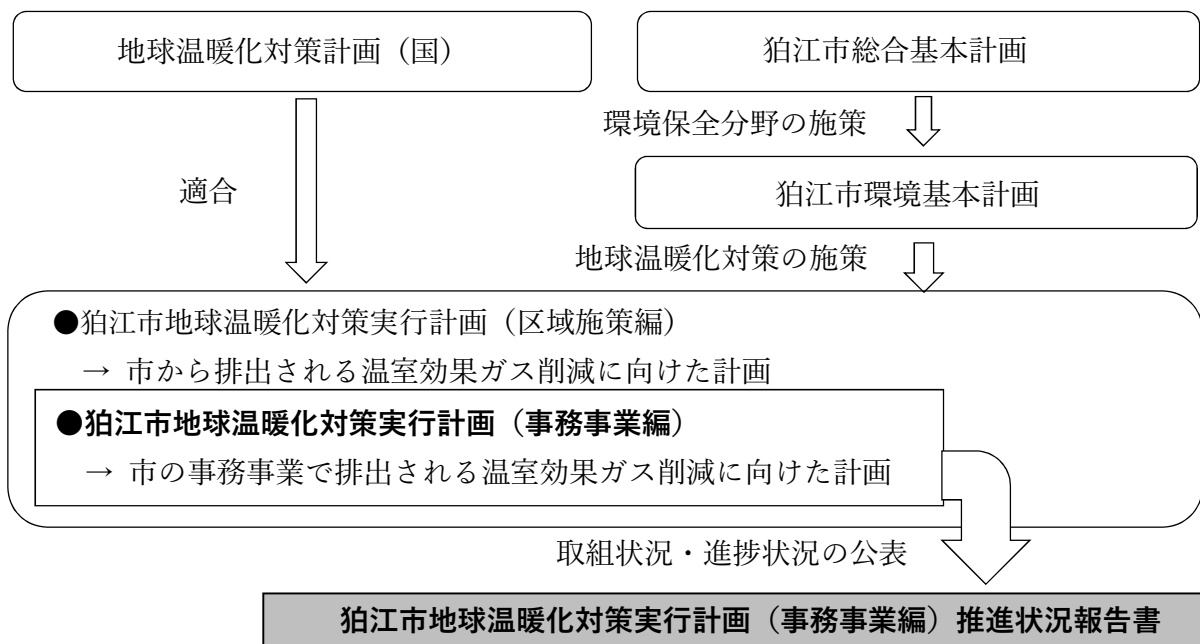 地球温暖化対策計画（国）
狛江市総合基本計画
環境保全分野の施策
適合
狛江市環境基本計画
地球温暖化対策の施策
●狛江市地球温暖化対策実行計画（区域施策編）
→ 市から排出される温室効果ガス削減に向けた計画
●狛江市地球温暖化対策実行計画（事務事業編）
→ 市の事務事業で排出される温室効果ガス削減に向けた計画
取組状況・進捗状況の公表
狛江市地球温暖化対策実行計画（事務事業編）推進状況報告書